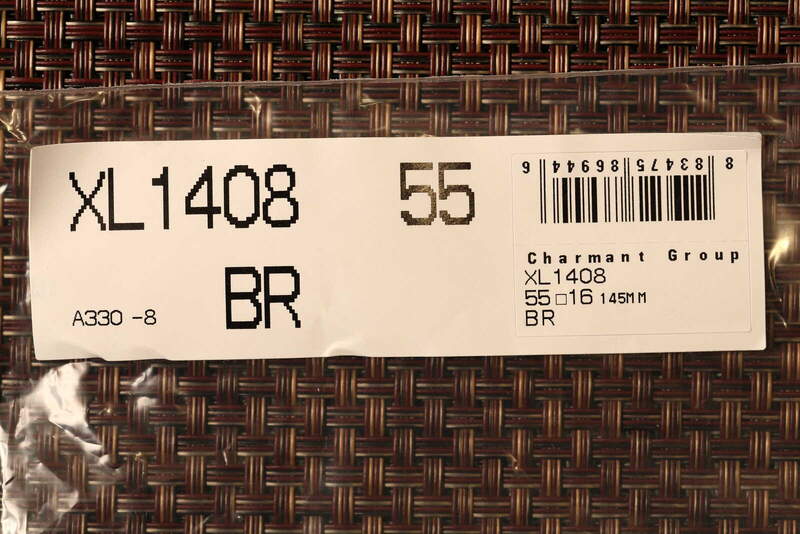 XL1408 55
BR
A330 -8
8 83475 86944 6
Charmant Group
XL1408
55□16 145MM
BR